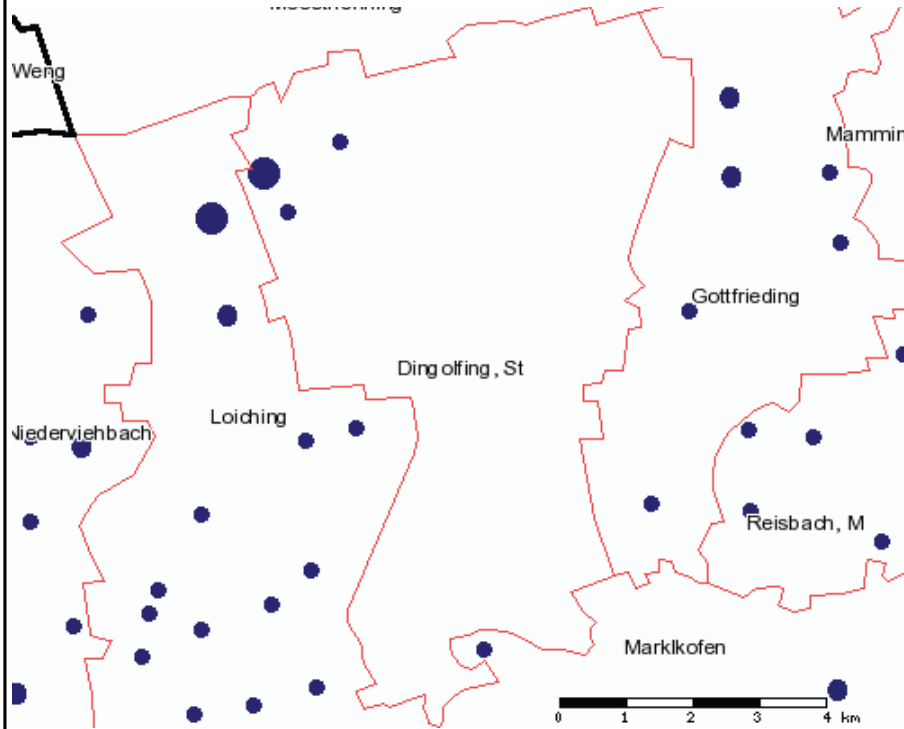 Weng
Mammin
Gottfrieding
Dingolfing, St
Loiching
Niederviehbach
Reisbach, M
Marklkofen
0 1 2 3 4 km